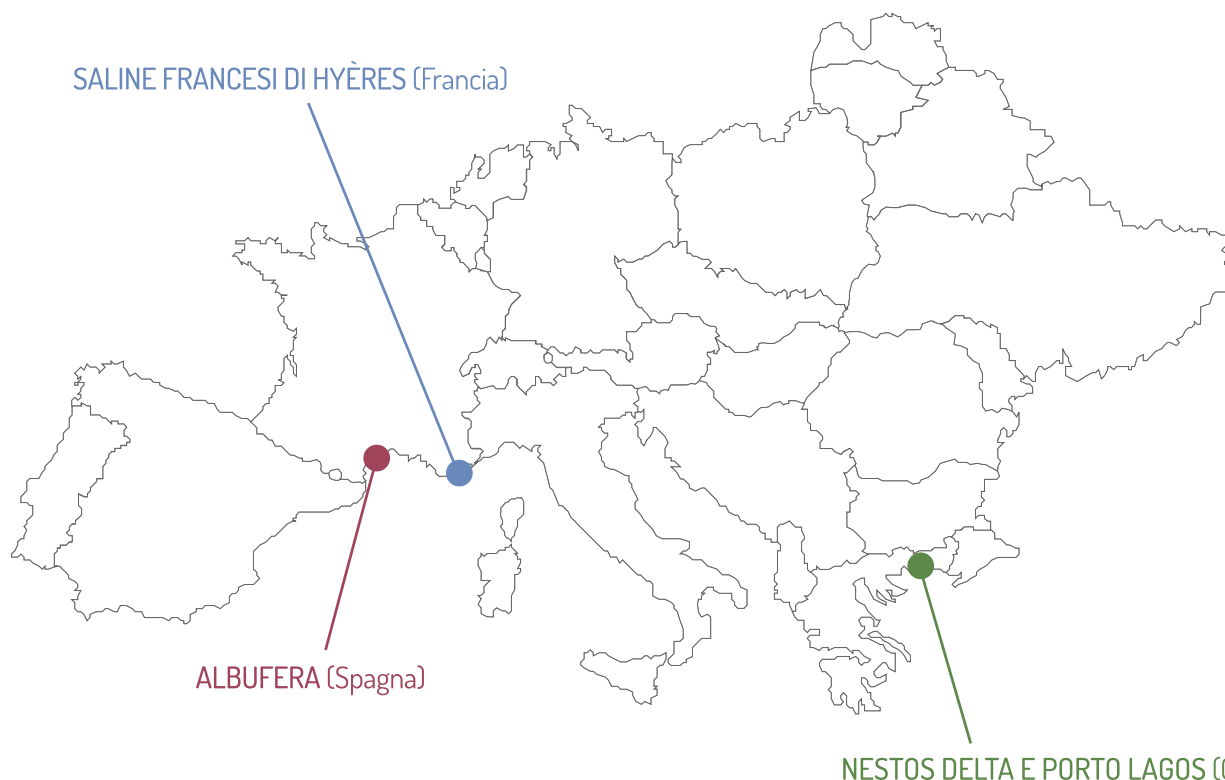 SALINE FRANCESI DI HYÈRES (Francia)
ALBUFERA (Spagna)
NESTOS DELTA E PORTO LAGOS (